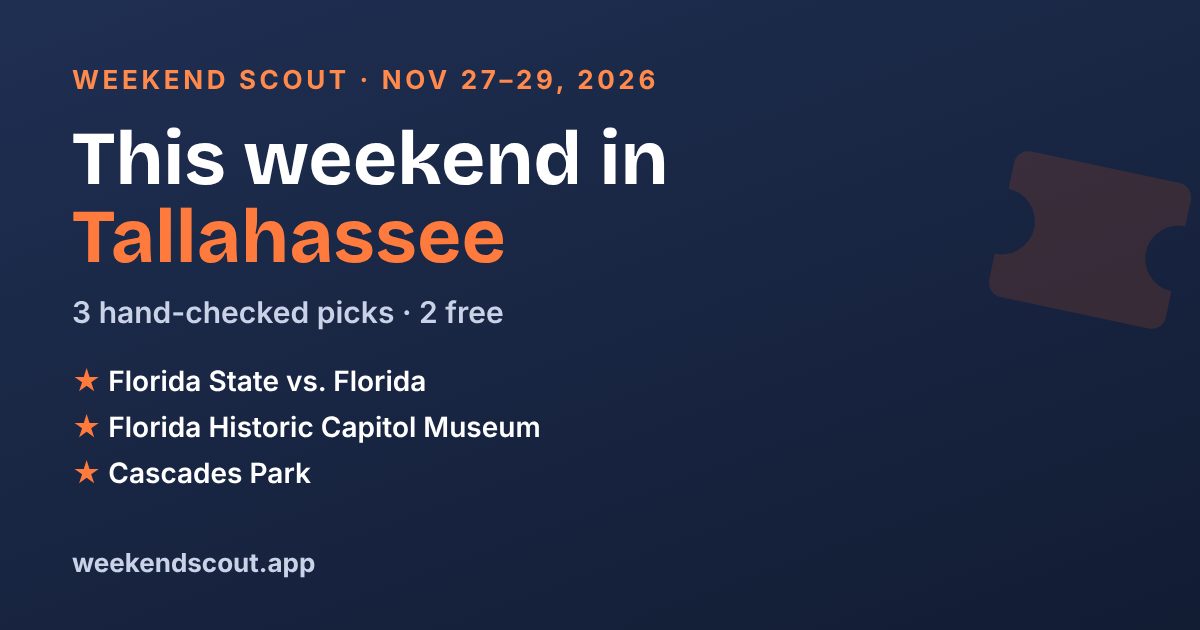 WEEKEND SCOUT · NOV 27–29, 2026
This weekend in
Tallahassee
3 hand-checked picks · 2 free
★ Florida State vs. Florida
★ Florida Historic Capitol Museum
★ Cascades Park
weekendscout.app